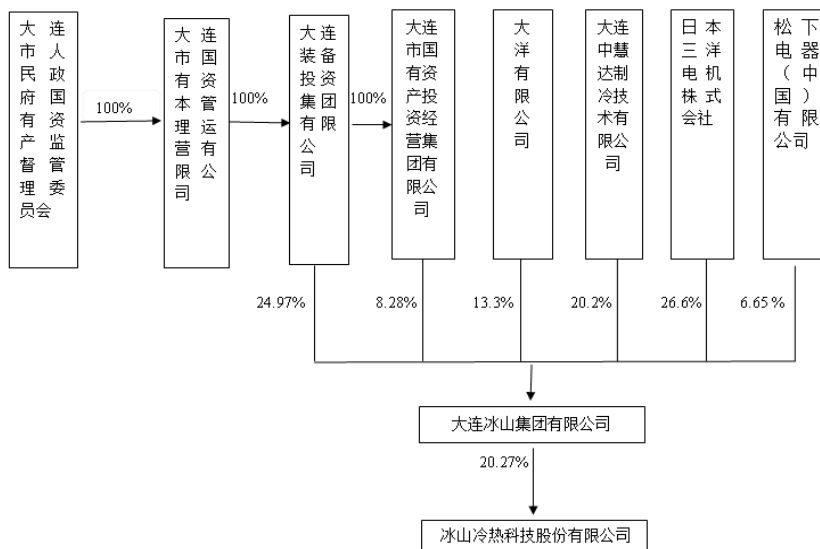 大 连
市 人
民 政
府 国
有 资
产 监
督 管
理 委
员会
100%
大 连
市 国
有 资
本 管
理 运
营 有
限 公
司
100%
大 连
装 备
投 资
集 团
有 限
公司
100%
大连
市国
有资
产投
资经
营集
团有
限公
司
大
洋
有
限
公
司
大连
中慧
达制
冷技
术有
限公
司
日 本
三 洋
电 机
株 式
会社
松 下
电 器
（ 中
国 ）
有 限
公司
24.97%
8.28%
13.3%
20.2%
26.6%
6.65 %
大连冰山集团有限公司
20.27%
冰山冷热科技股份有限公司